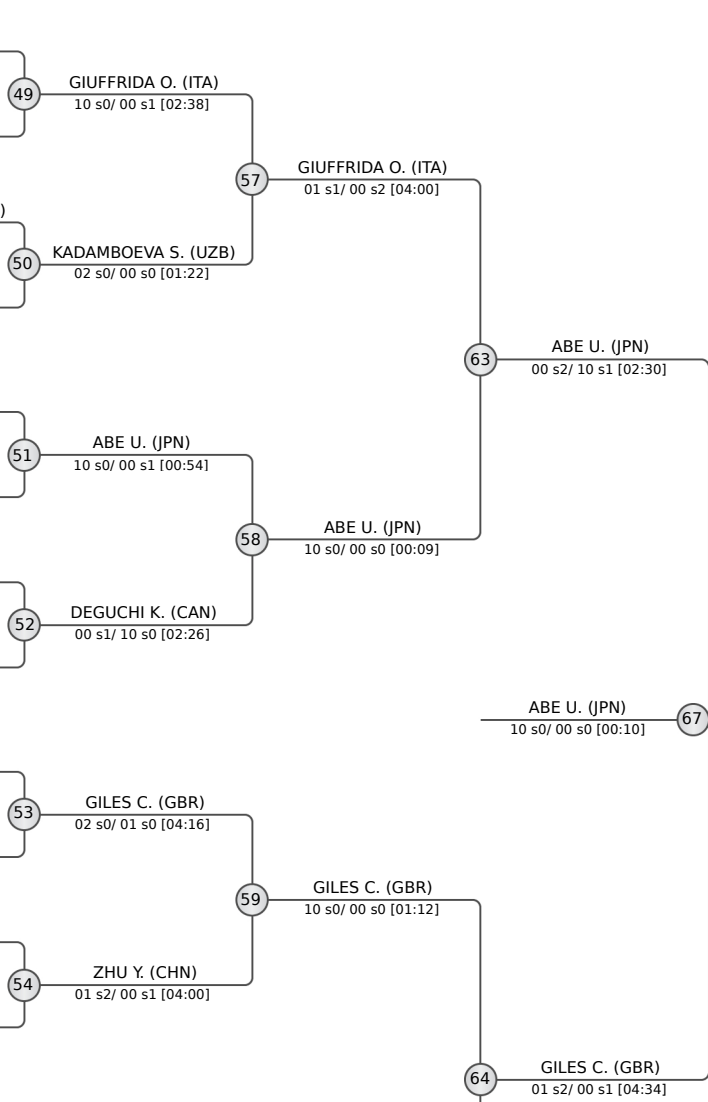 49
GIUFFRIDA O. (ITA)
10 s0/ 00 s1 [02:38]
57
GIUFFRIDA O. (ITA)
01 s1/ 00 s2 [04:00]
)
50
KADAMBOEVA S. (UZB)
02 s0/ 00 s0 [01:22]
63
ABE U. (JPN)
00 s2/ 10 s1 [02:30]
51
ABE U. (JPN)
10 s0/ 00 s1 [00:54]
58
ABE U. (JPN)
10 s0/ 00 s0 [00:09]
52
DEGUCHI K. (CAN)
00 s1/ 10 s0 [02:26]
ABE U. (JPN)
10 s0/ 00 s0 [00:10]
67
53
GILES C. (GBR)
02 s0/ 01 s0 [04:16]
59
GILES C. (GBR)
10 s0/ 00 s0 [01:12]
54
ZHU Y. (CHN)
01 s2/ 00 s1 [04:00]
64
GILES C. (GBR)
01 s2/ 00 s1 [04:34]